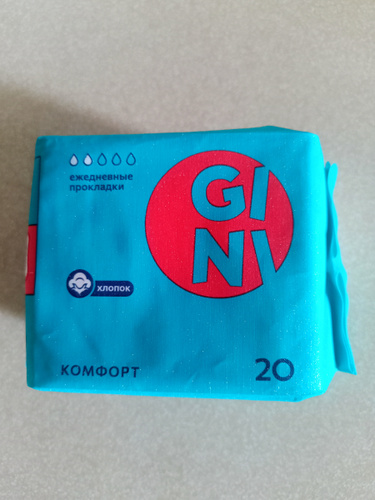 ежедневные
прокладки
GI
NI
хлопок
КОМФОРТ
20